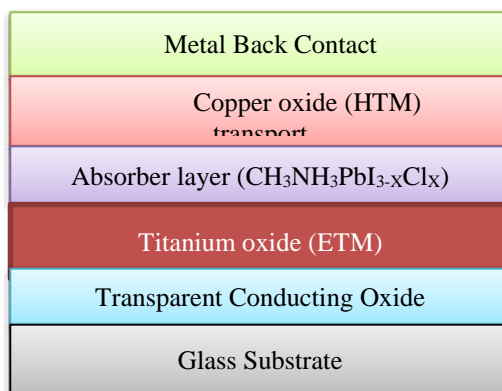 Metal Back Contact
Copper oxide (HTM)
transport
Absorber layer (CH₃NH₃PbI₃₋ₓClₓ)
Titanium oxide (ETM)
Transparent Conducting Oxide
Glass Substrate